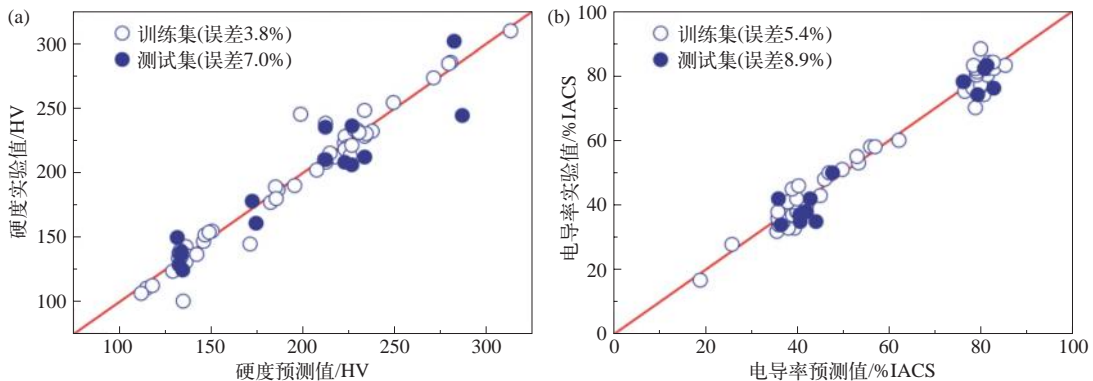 (a)
训练集(误差3.8%)
测试集(误差7.0%)
300
250
200
150
100
硬度实验值/HV
100 150 200 250 300
硬度预测值/HV
(b)
训练集(误差5.4%)
测试集(误差8.9%)
100
80
60
40
20
0
电导率实验值/%IACS
0 20 40 60 80 100
电导率预测值/%IACS